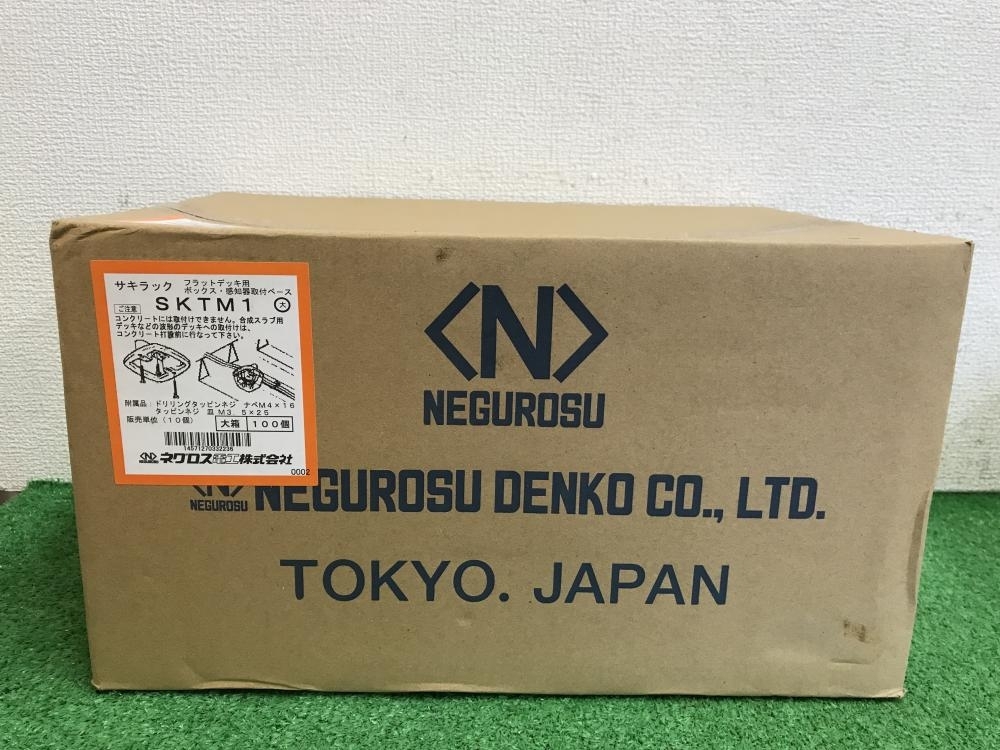 サキラック
フラットデッキ用
ボックス・感知器取付ベース
ご注意 SKTM1 大
コンクリートには取付けできません。合成スラブ用
デッキなどの波形のデッキへの取付けは、
コンクリート打設前に行なって下さい。
附属品：ドリリングタッピンネジ ナベM4×16
タッピンネジ 皿M3.5×25
販売単位（10個） 大箱 100個
14571270332236
N ネグロス電工株式会社
0002
N
NEGUROSU
N
NEGUROSU NEGUROSU DENKO CO., LTD.
TOKYO. JAPAN